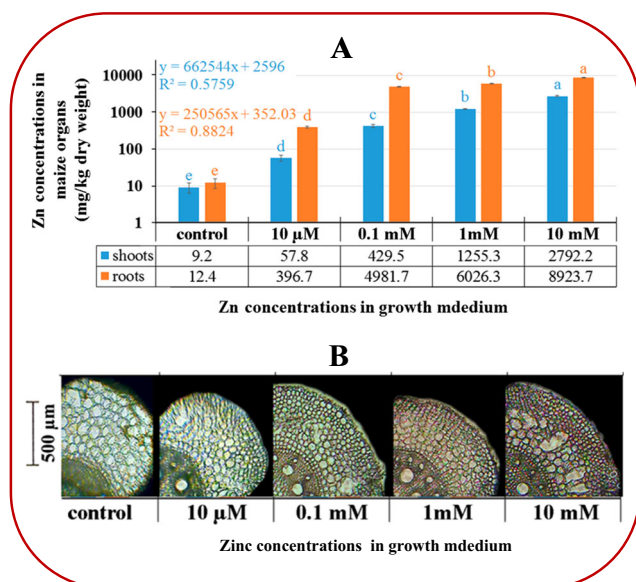 A
y = 662544x + 2596
R² = 0.5759
y = 250565x + 352.03
R² = 0.8824
Zn concentrations in
maize organs
(mg/kg dry weight)
10000
1000
100
10
1
e e d d c c b b a a
control 10 µM 0.1 mM 1mM 10 mM
shoots 9.2 57.8 429.5 1255.3 2792.2
roots 12.4 396.7 4981.7 6026.3 8923.7
Zn concentrations in growth mdedium
B
500 µm
control 10 µM 0.1 mM 1mM 10 mM
Zinc concentrations in growth mdedium